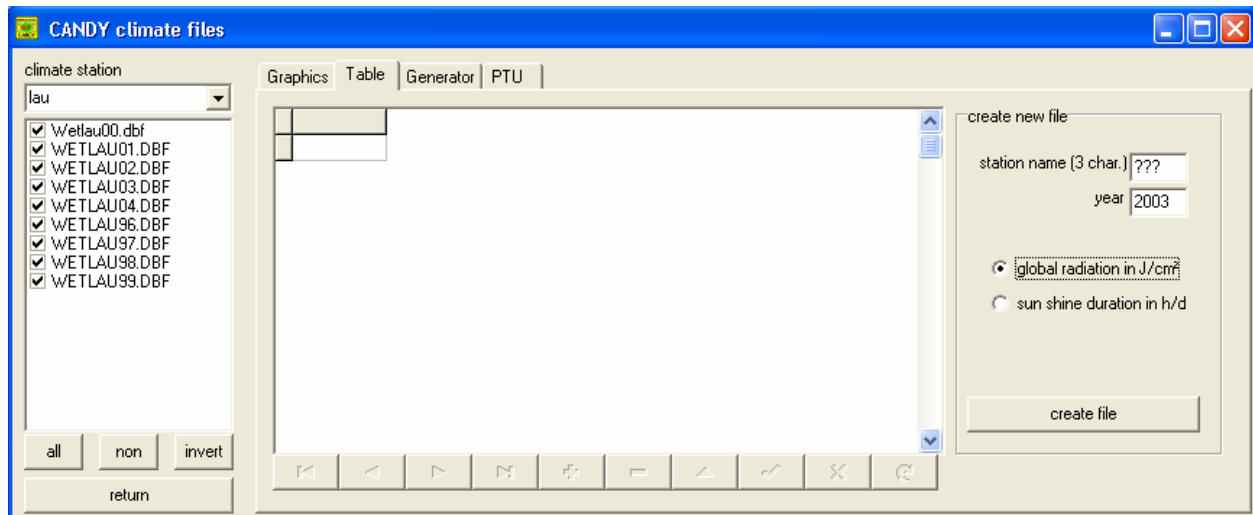 CANDY climate files
climate station
lau
Wetlau00.dbf
WETLAU01.DBF
WETLAU02.DBF
WETLAU03.DBF
WETLAU04.DBF
WETLAU96.DBF
WETLAU97.DBF
WETLAU98.DBF
WETLAU99.DBF
all non invert
return
Graphics Table Generator PTU
create new file
station name (3 char.) ???
year 2003
global radiation in J/cm²
sun shine duration in h/d
create file